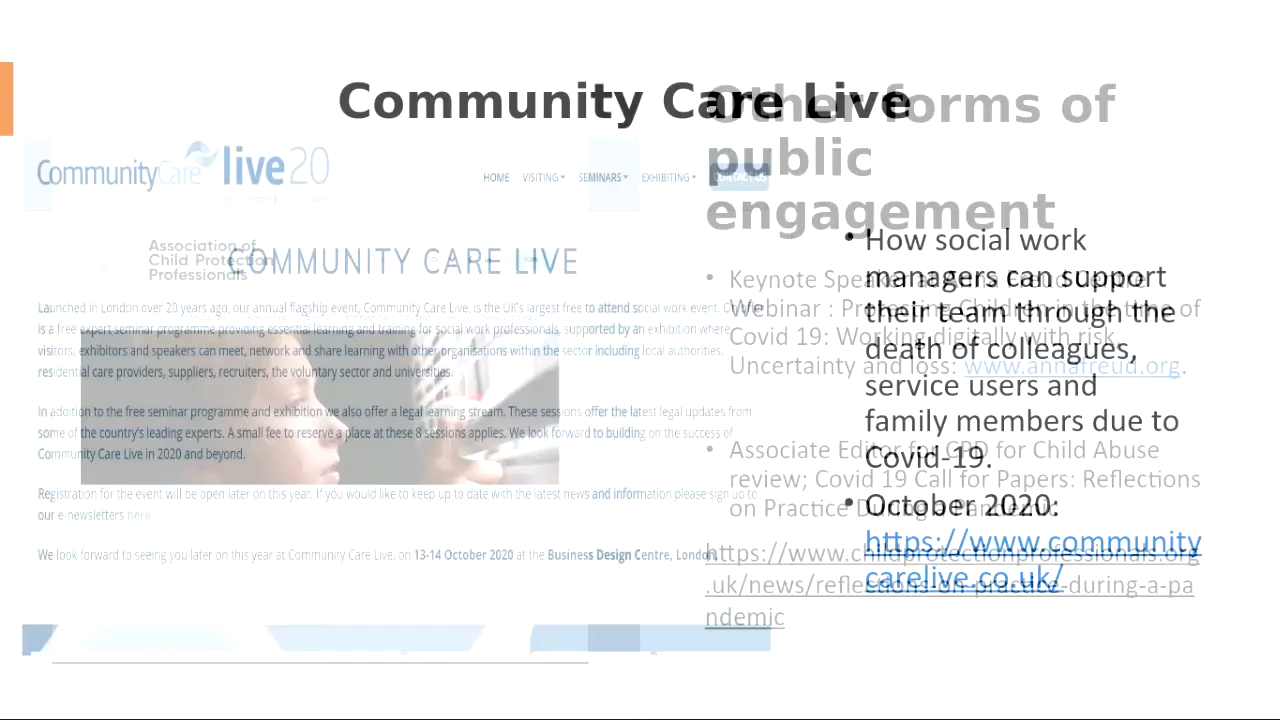 Community Care Live
Other forms of
public
engagement
CommunityCare live20
HOME VISITING SEMINARS EXHIBITING CONTACT US
Association of
Child Protection
Professionals
COMMUNITY CARE LIVE
Launched in London over 20 years ago, our annual flagship event, Community Care Live, is the UK's largest free to attend social work event.
is a free expert seminar programme providing essential learning and training for social work professionals, supported by an exhibition where
visitors, exhibitors and speakers can meet, network and share learning with other organisations within the sector including local authorities,
residential care providers, suppliers, recruiters, the voluntary sector and universities.
In addition to the free seminar programme and exhibition we also offer a legal learning stream. These sessions offer the latest legal updates from
some of the country's leading experts. A small fee to reserve a place at these 8 sessions applies. We look forward to building on the success of
Community Care Live in 2020 and beyond.
Registration for the event will be open later on this year. If you would like to keep up to date with the latest news and information please sign up to
our e-newsletters here
We look forward to seeing you later on this year at Community Care Live, on 13-14 October 2020 at the Business Design Centre, London.
• How social work
managers can support
their team through the
death of colleagues,
service users and
family members due to
Covid-19.
• October 2020:
https://www.community
carelive.co.uk/
• Keynote Speaker Anna Freud Centre
Webinar : Protecting Children in the time of
Covid 19: Working digitally with risk,
Uncertainty and loss: www.annafreud.org.
• Associate Editor for CPD for Child Abuse
review; Covid 19 Call for Papers: Reflections
on Practice During a Pandemic
https://www.childprotectionprofessionals.org
.uk/news/reflections-on-practice-during-a-pa
ndemic